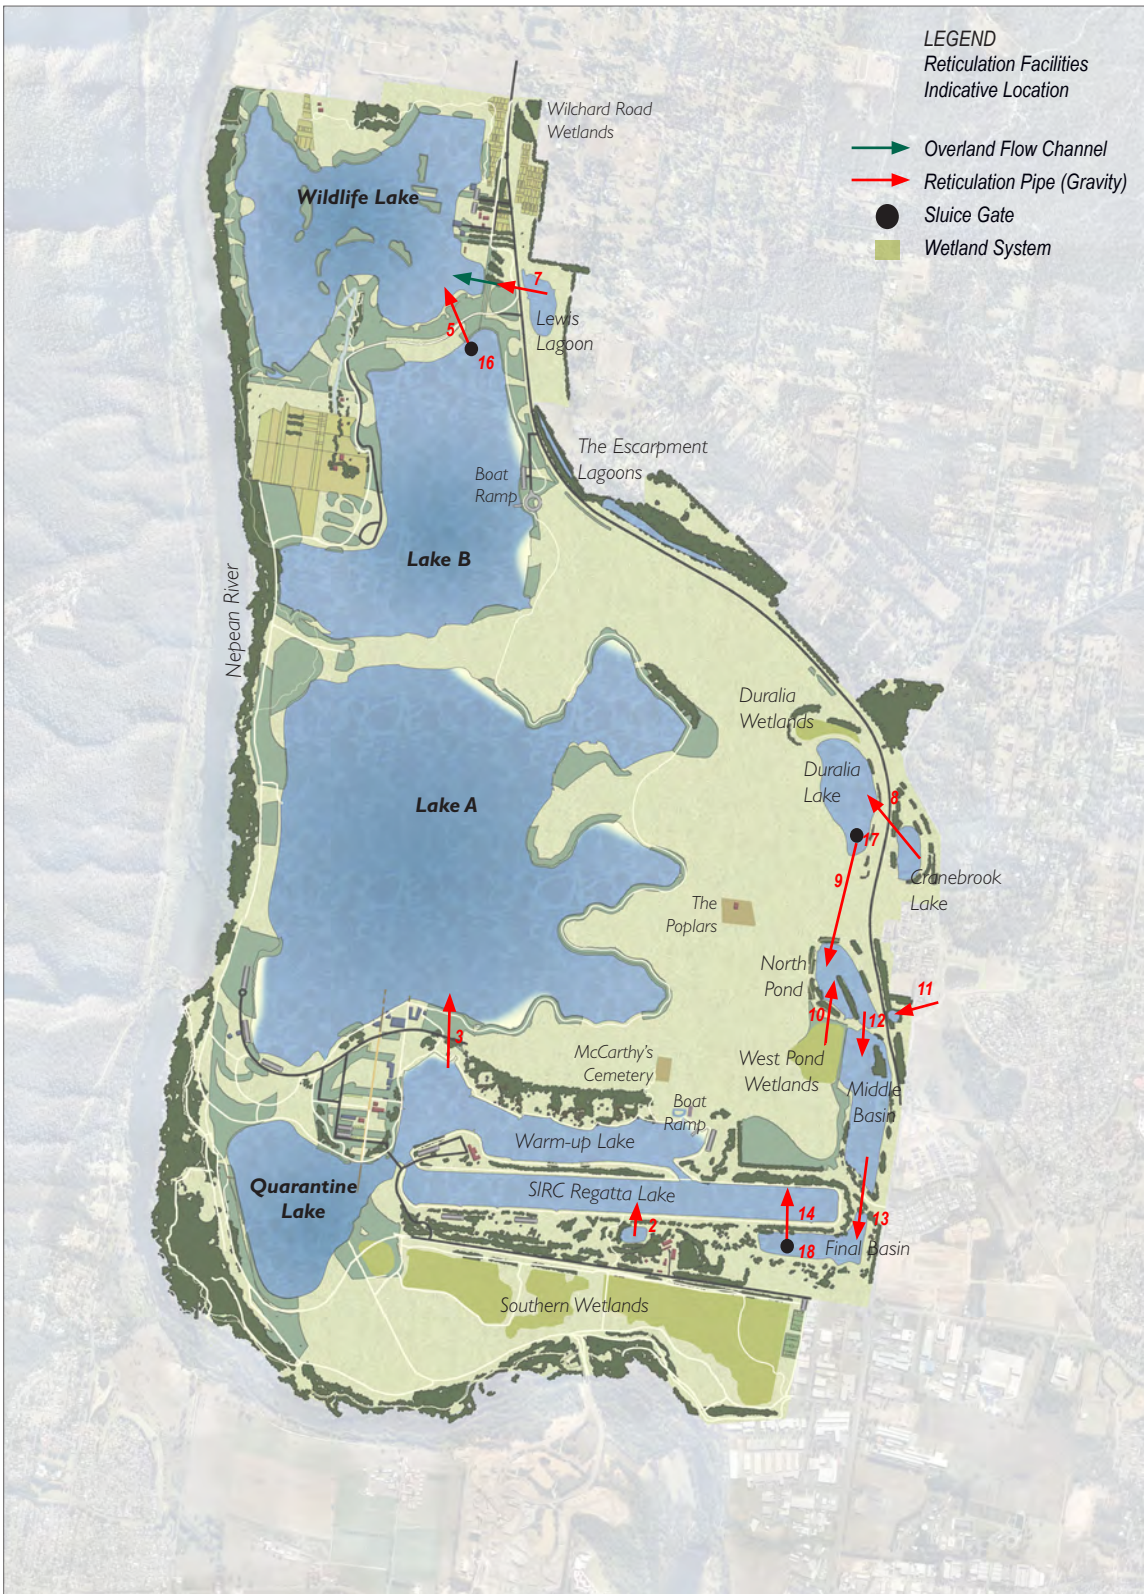 LEGEND
Reticulation Facilities
Indicative Location
Overland Flow Channel
Reticulation Pipe (Gravity)
Sluice Gate
Wetland System
Wilchard Road
Wetlands
Wildlife Lake
7
5
16
Lewis
Lagoon
The Escarpment
Lagoons
Boat
Ramp
Lake B
Nepean River
Duralia
Wetlands
Duralia
Lake
8
Lake A
17
9
Cranebrook
Lake
The
Poplars
North
Pond
11
10
12
3
McCarthy's
Cemetery
West Pond
Wetlands
Middle
Basin
Boat
Ramp
Warm-up Lake
Quarantine
Lake
SIRC Regatta Lake
14
13
2
18
Final Basin
Southern Wetlands